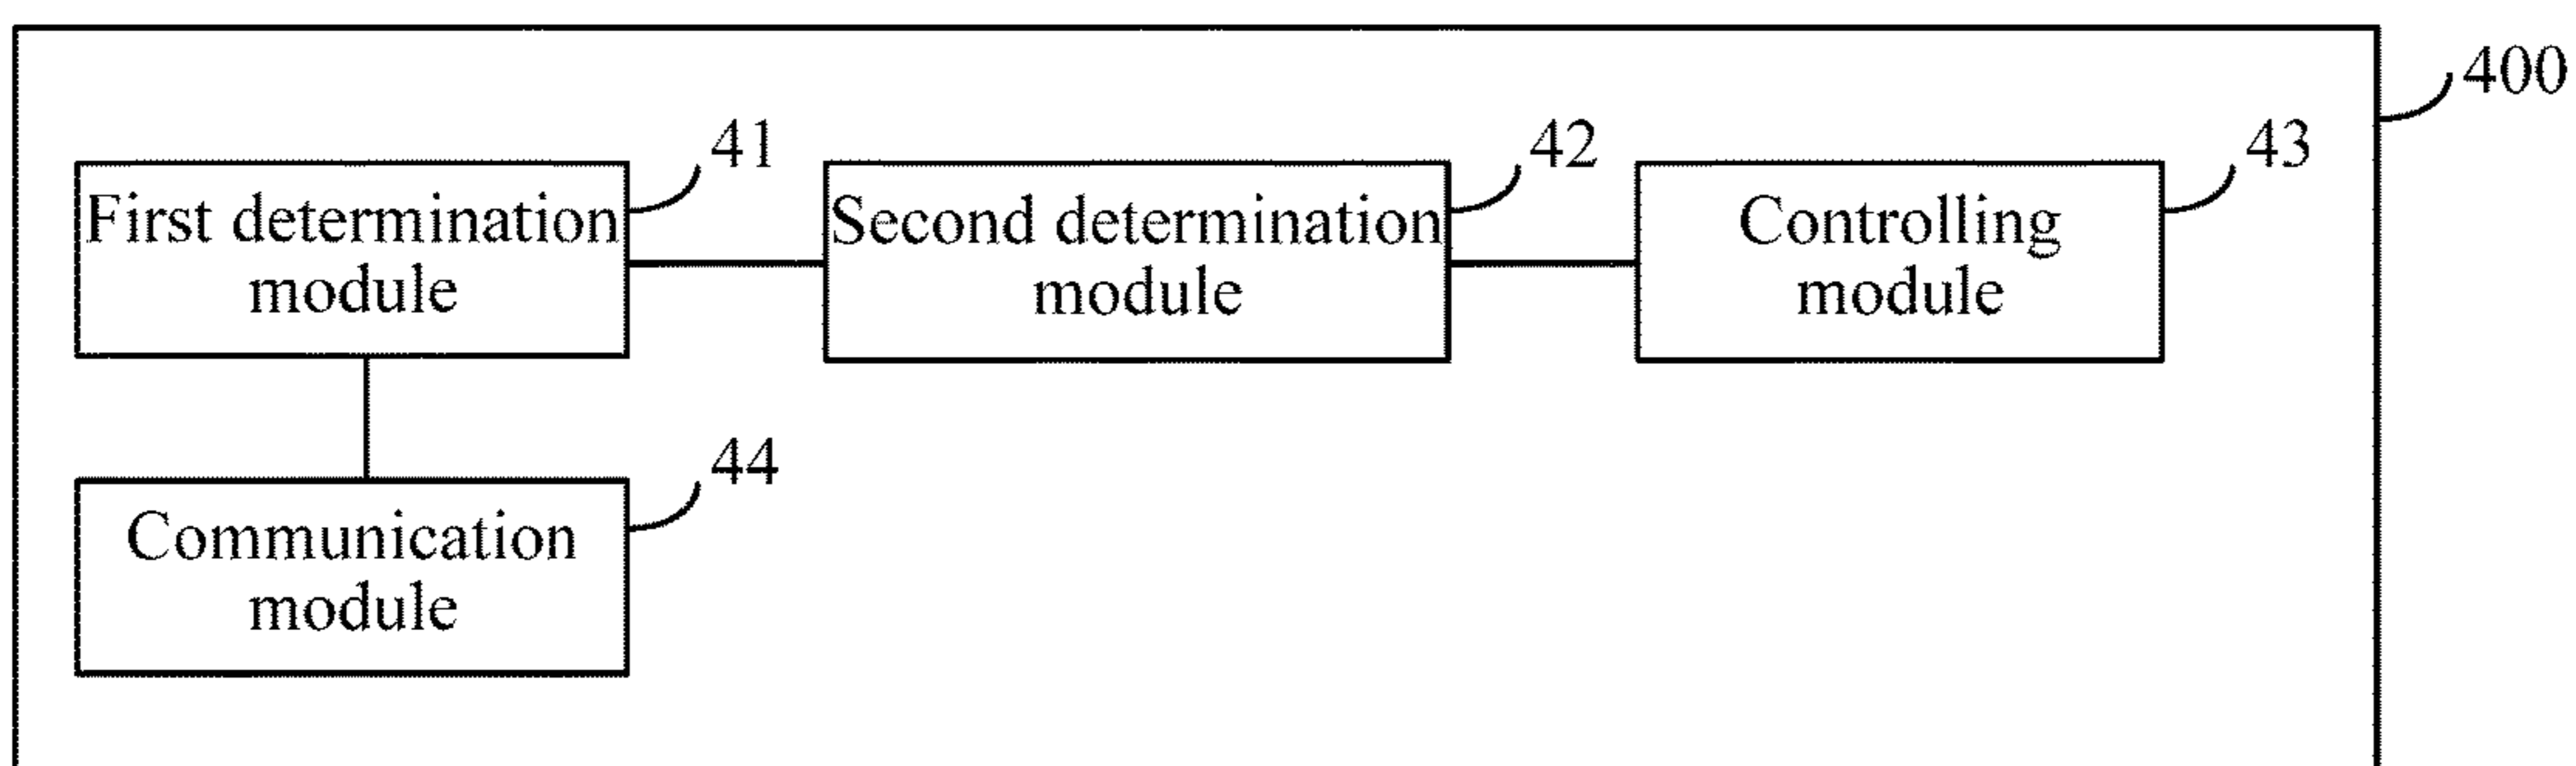 400
41
First determination
module
42
Second determination
module
43
Controlling
module
44
Communication
module